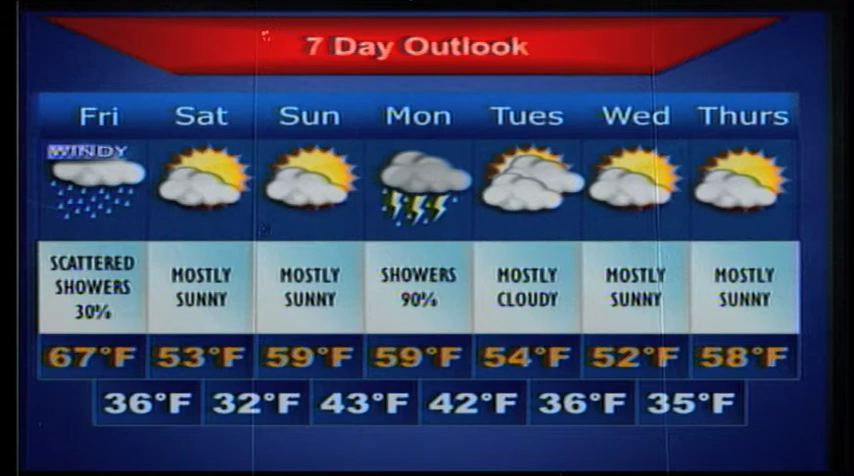 7 Day Outlook
Fri Sat Sun Mon Tues Wed Thurs
WINDY
SCATTERED SHOWERS 30%
MOSTLY SUNNY
MOSTLY SUNNY
SHOWERS 90%
MOSTLY CLOUDY
MOSTLY SUNNY
MOSTLY SUNNY
67°F 53°F 59°F 59°F 54°F 52°F 58°F
36°F 32°F 43°F 42°F 36°F 35°F